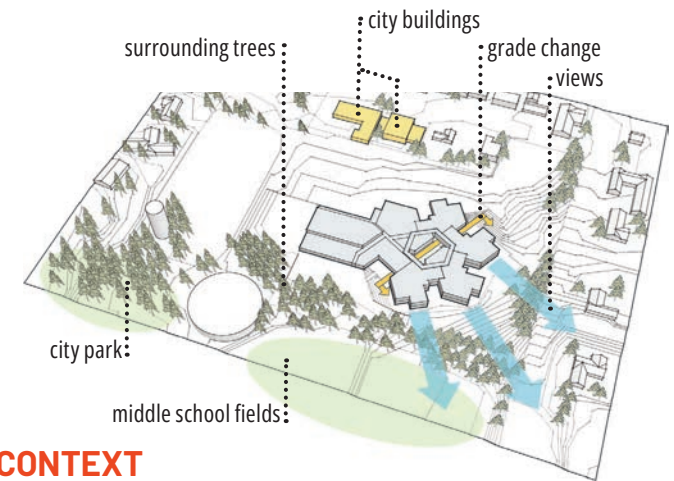 city buildings
surrounding trees
grade change
views
city park
middle school fields
CONTEXT